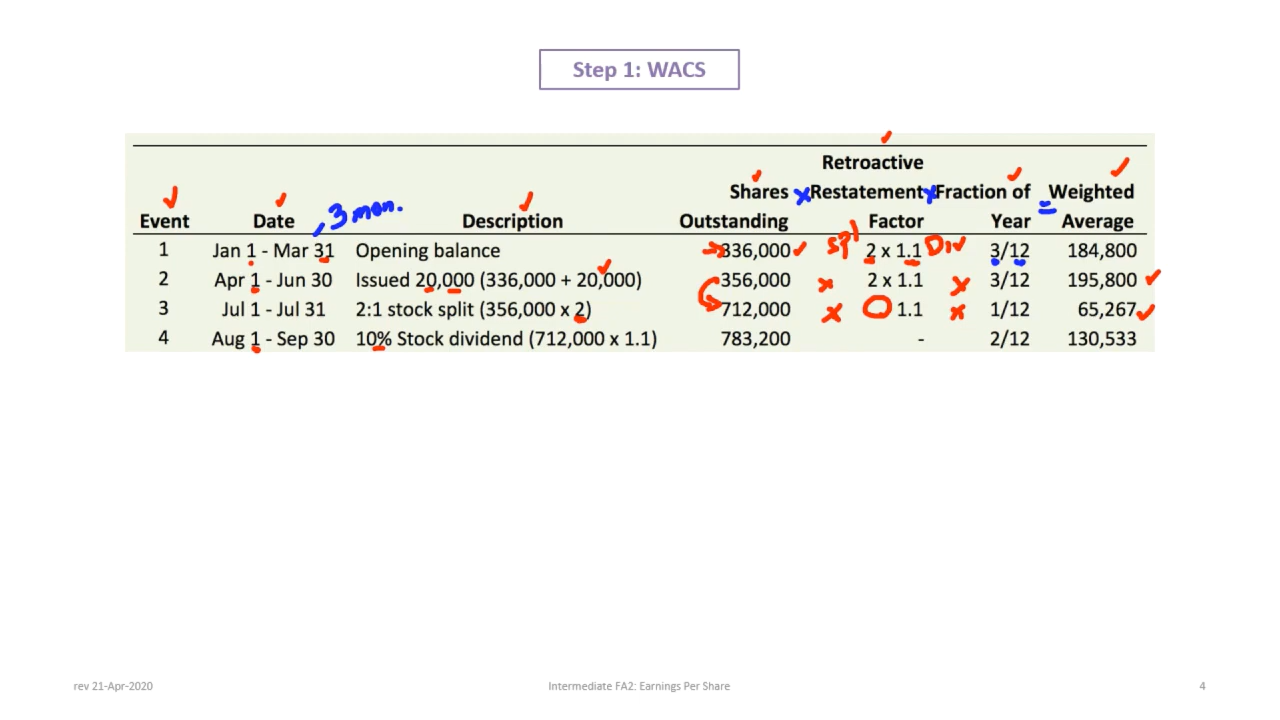 Step 1: WACS
Retroactive
Shares x Restatement x Fraction of = Weighted
Event Date , 3 mon. Description Outstanding Factor Year Average
1 Jan 1 - Mar 31 Opening balance 336,000 spl 2 x 1.1 Div 3/12 184,800
2 Apr 1 - Jun 30 Issued 20,000 (336,000 + 20,000) 356,000 x 2 x 1.1 x 3/12 195,800
3 Jul 1 - Jul 31 2:1 stock split (356,000 x 2) 712,000 x 1.1 x 1/12 65,267
4 Aug 1 - Sep 30 10% Stock dividend (712,000 x 1.1) 783,200 - 2/12 130,533
rev 21-Apr-2020 Intermediate FA2: Earnings Per Share 4